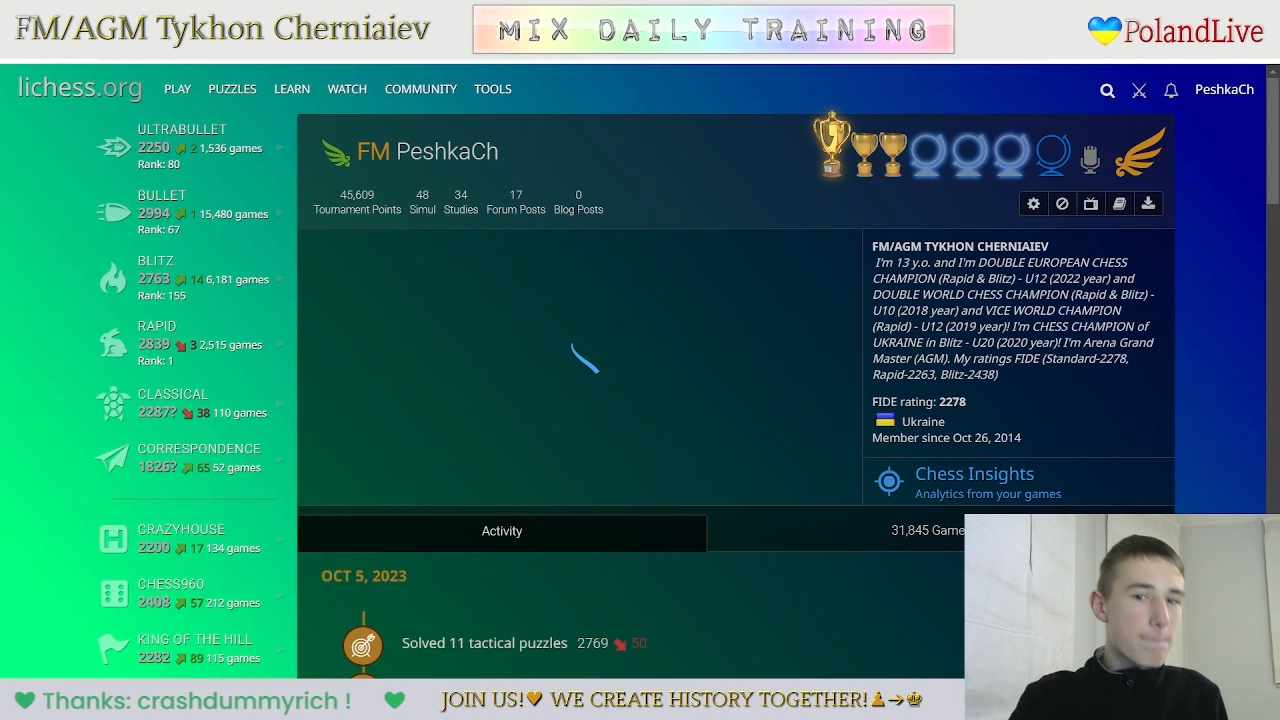 FM/AGM Tykhon Cherniaiev
MIX DAILY TRAINING
PolandLive
lichess.org PLAY PUZZLES LEARN WATCH COMMUNITY TOOLS PeshkaCh
ULTRABULLET
2250 2 1,536 games
Rank: 80
BULLET
2994 1 15,480 games
Rank: 67
BLITZ
2763 14 6,181 games
Rank: 155
RAPID
2839 3 2,515 games
Rank: 1
CLASSICAL
2287? 38 110 games
CORRESPONDENCE
1826? 65 52 games
CRAZYHOUSE
2200 17 134 games
CHESS960
2408 57 212 games
KING OF THE HILL
2282 89 115 games
FM PeshkaCh
45,609 48 34 17 0
Tournament Points Simul Studies Forum Posts Blog Posts
FM/AGM TYKHON CHERNIAIEV
I'm 13 y.o. and I'm DOUBLE EUROPEAN CHESS
CHAMPION (Rapid & Blitz) - U12 (2022 year) and
DOUBLE WORLD CHESS CHAMPION (Rapid & Blitz) -
U10 (2018 year) and VICE WORLD CHAMPION
(Rapid) - U12 (2019 year)! I'm CHESS CHAMPION of
UKRAINE in Blitz - U20 (2020 year)! I'm Arena Grand
Master (AGM). My ratings FIDE (Standard-2278,
Rapid-2263, Blitz-2438)
FIDE rating: 2278
Ukraine
Member since Oct 26, 2014
Chess Insights
Analytics from your games
Activity
31,845 Game
OCT 5, 2023
Solved 11 tactical puzzles 2769 50
Thanks: crashdummyrich !
JOIN US!🧡 WE CREATE HISTORY TOGETHER!♟→♚